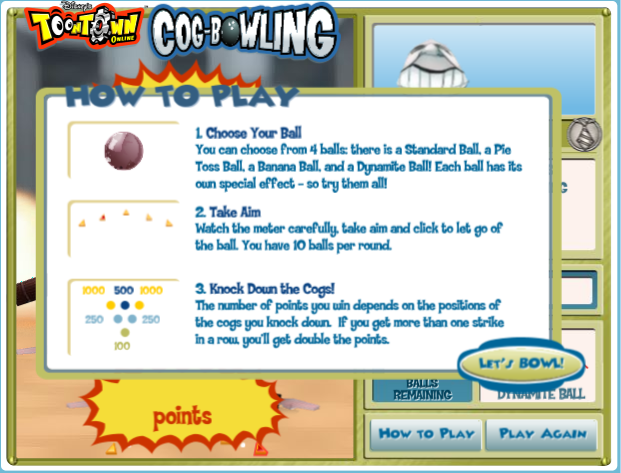 Disney's
TOONTOWN
ONLINE
COG-BOWLING
HOW TO PLAY
1. Choose Your Ball
You can choose from 4 balls: there is a Standard Ball, a Pie
Toss Ball, a Banana Ball, and a Dynamite Ball! Each ball has its
own special effect - so try them all!
2. Take Aim
Watch the meter carefully, take aim and click to let go of
the ball. You have 10 balls per round.
3. Knock Down the Cogs!
1000 500 1000
250 250
100
The number of points you win depends on the positions of
the cogs you knock down. If you get more than one strike
in a row, you'll get double the points.
LET'S BOWL!
points
BALLS
REMAINING
DYNAMITE BALL
HOW TO PLAY
PLAY AGAIN